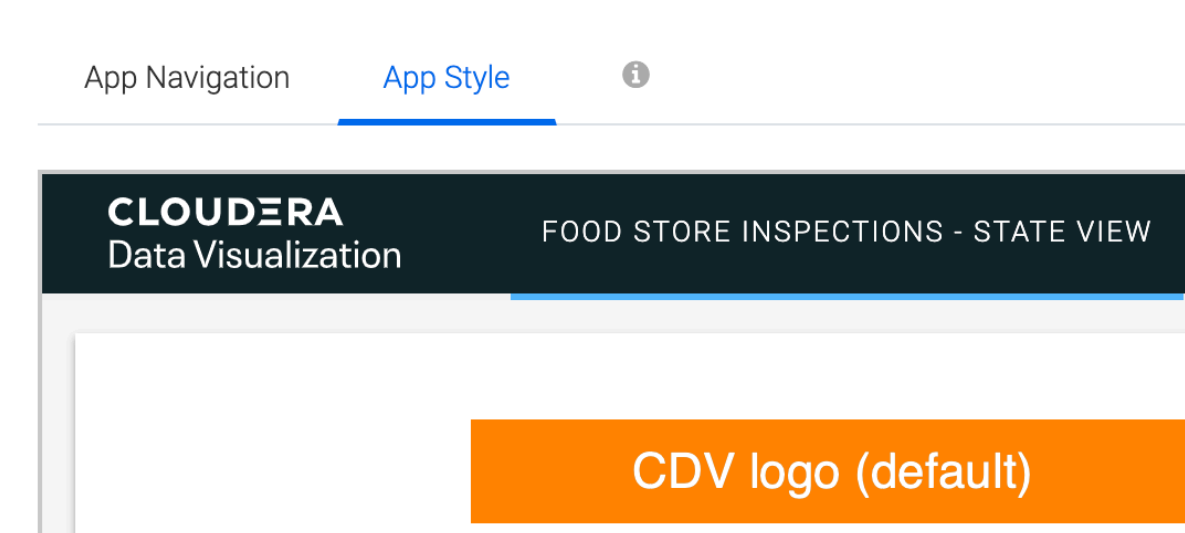 App Navigation App Style
CLOUDERA
Data Visualization
FOOD STORE INSPECTIONS - STATE VIEW
CDV logo (default)